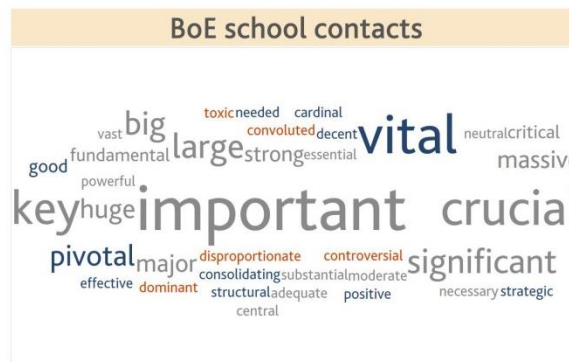 BoE school contacts
toxic needed cardinal
vast big convoluted decent vital neutral critical
good fundamental large strong essential massiv
powerful
key huge important crucia
pivotal major disproportionate controversial significant
effective consolidating substantial moderate
dominant structural adequate positive necessary strategic
central